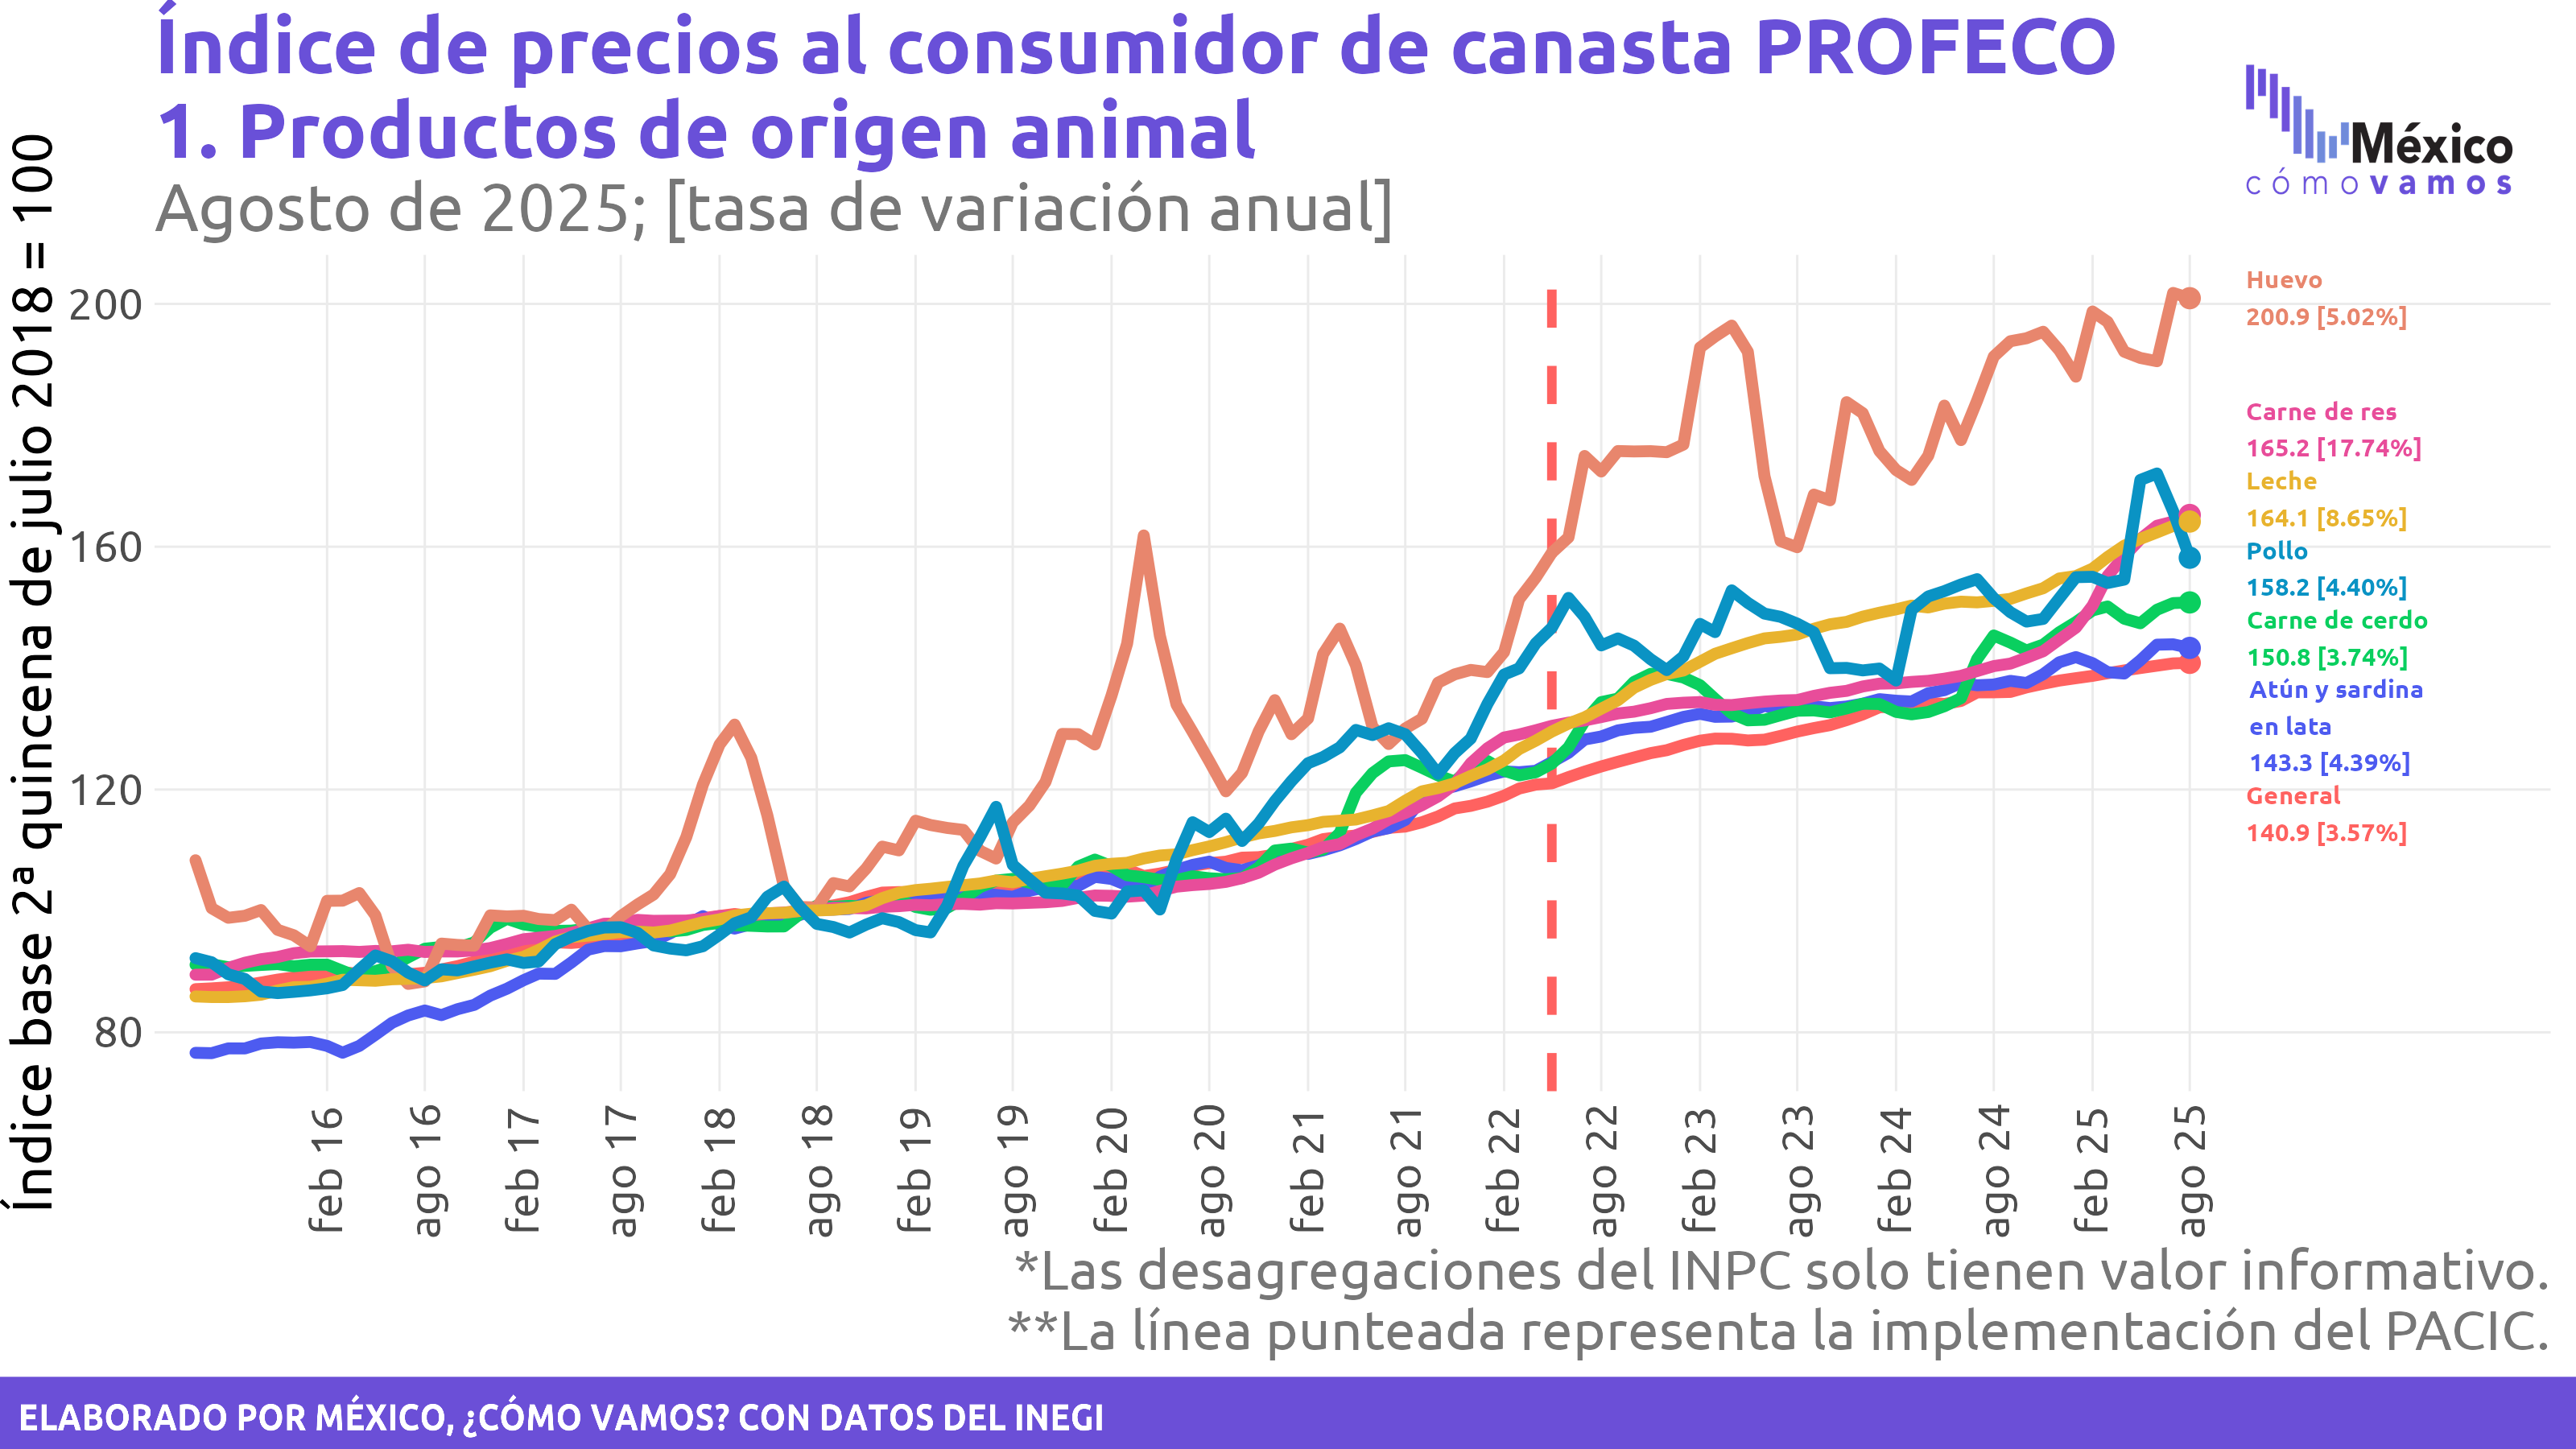 Índice de precios al consumidor de canasta PROFECO
1. Productos de origen animal
Agosto de 2025; [tasa de variación anual]
México
cómo vamos
Índice base 2ª quincena de julio 2018 = 100
200
160
120
80
Huevo
200.9 [5.02%]
Carne de res
165.2 [17.74%]
Leche
164.1 [8.65%]
Pollo
158.2 [4.40%]
Carne de cerdo
150.8 [3.74%]
Atún y sardina
en lata
143.3 [4.39%]
General
140.9 [3.57%]
feb 16
ago 16
feb 17
ago 17
feb 18
ago 18
feb 19
ago 19
feb 20
ago 20
feb 21
ago 21
feb 22
ago 22
feb 23
ago 23
feb 24
ago 24
feb 25
ago 25
*Las desagregaciones del INPC solo tienen valor informativo.
**La línea punteada representa la implementación del PACIC.
ELABORADO POR MÉXICO, ¿CÓMO VAMOS? CON DATOS DEL INEGI